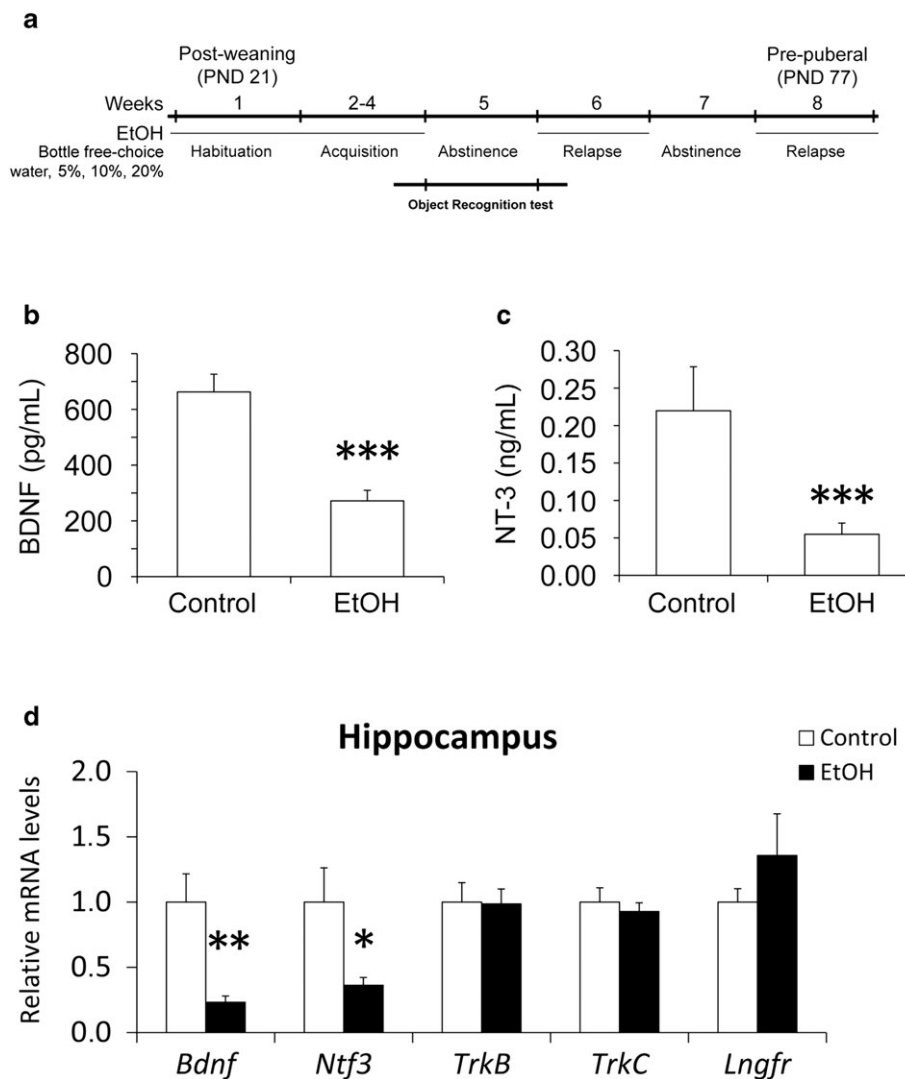 a
Post-weaning
(PND 21)
Pre-puberal
(PND 77)
Weeks 1 2-4 5 6 7 8
EtOH
Bottle free-choice
water, 5%, 10%, 20%
Habituation Acquisition Abstinence Relapse Abstinence Relapse
Object Recognition test
b
BDNF (pg/mL)
800
600
400
200
0
***
Control EtOH
c
NT-3 (ng/mL)
0.30
0.25
0.20
0.15
0.10
0.05
0.00
***
Control EtOH
d
Hippocampus
Control
EtOH
Relative mRNA levels
2.0
1.5
1.0
0.5
0.0
**
*
Bdnf Ntf3 TrkB TrkC Lngfr